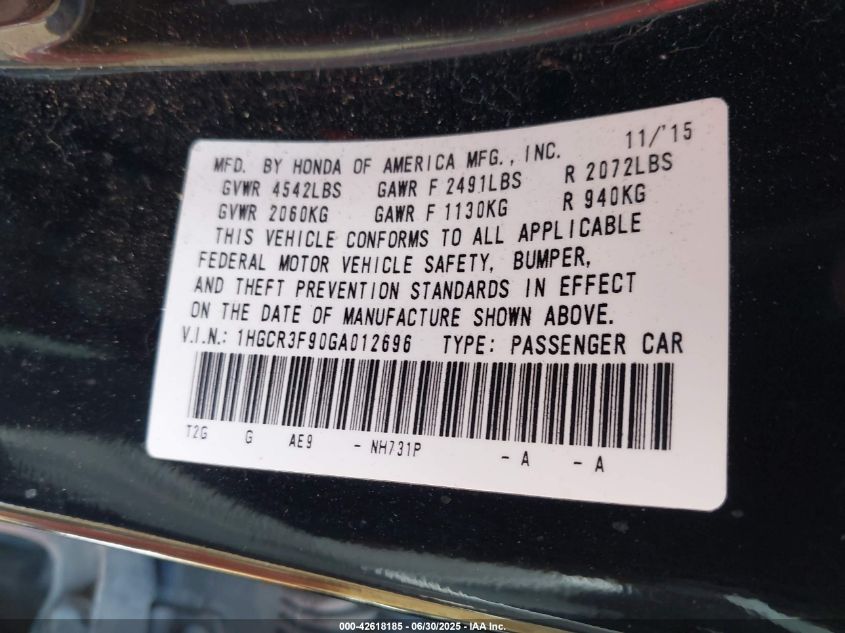 MFD. BY HONDA OF AMERICA MFG., INC. 11/'15
GVWR 4542LBS GAWR F 2491LBS R 2072LBS
GVWR 2060KG GAWR F 1130KG R 940KG
THIS VEHICLE CONFORMS TO ALL APPLICABLE
FEDERAL MOTOR VEHICLE SAFETY, BUMPER,
AND THEFT PREVENTION STANDARDS IN EFFECT
ON THE DATE OF MANUFACTURE SHOWN ABOVE.
V.I.N.: 1HGCR3F90GA012696 TYPE: PASSENGER CAR
T2G G AE9 - NH731P - A - A
000-42618185 - 06/30/2025 - IAA Inc.